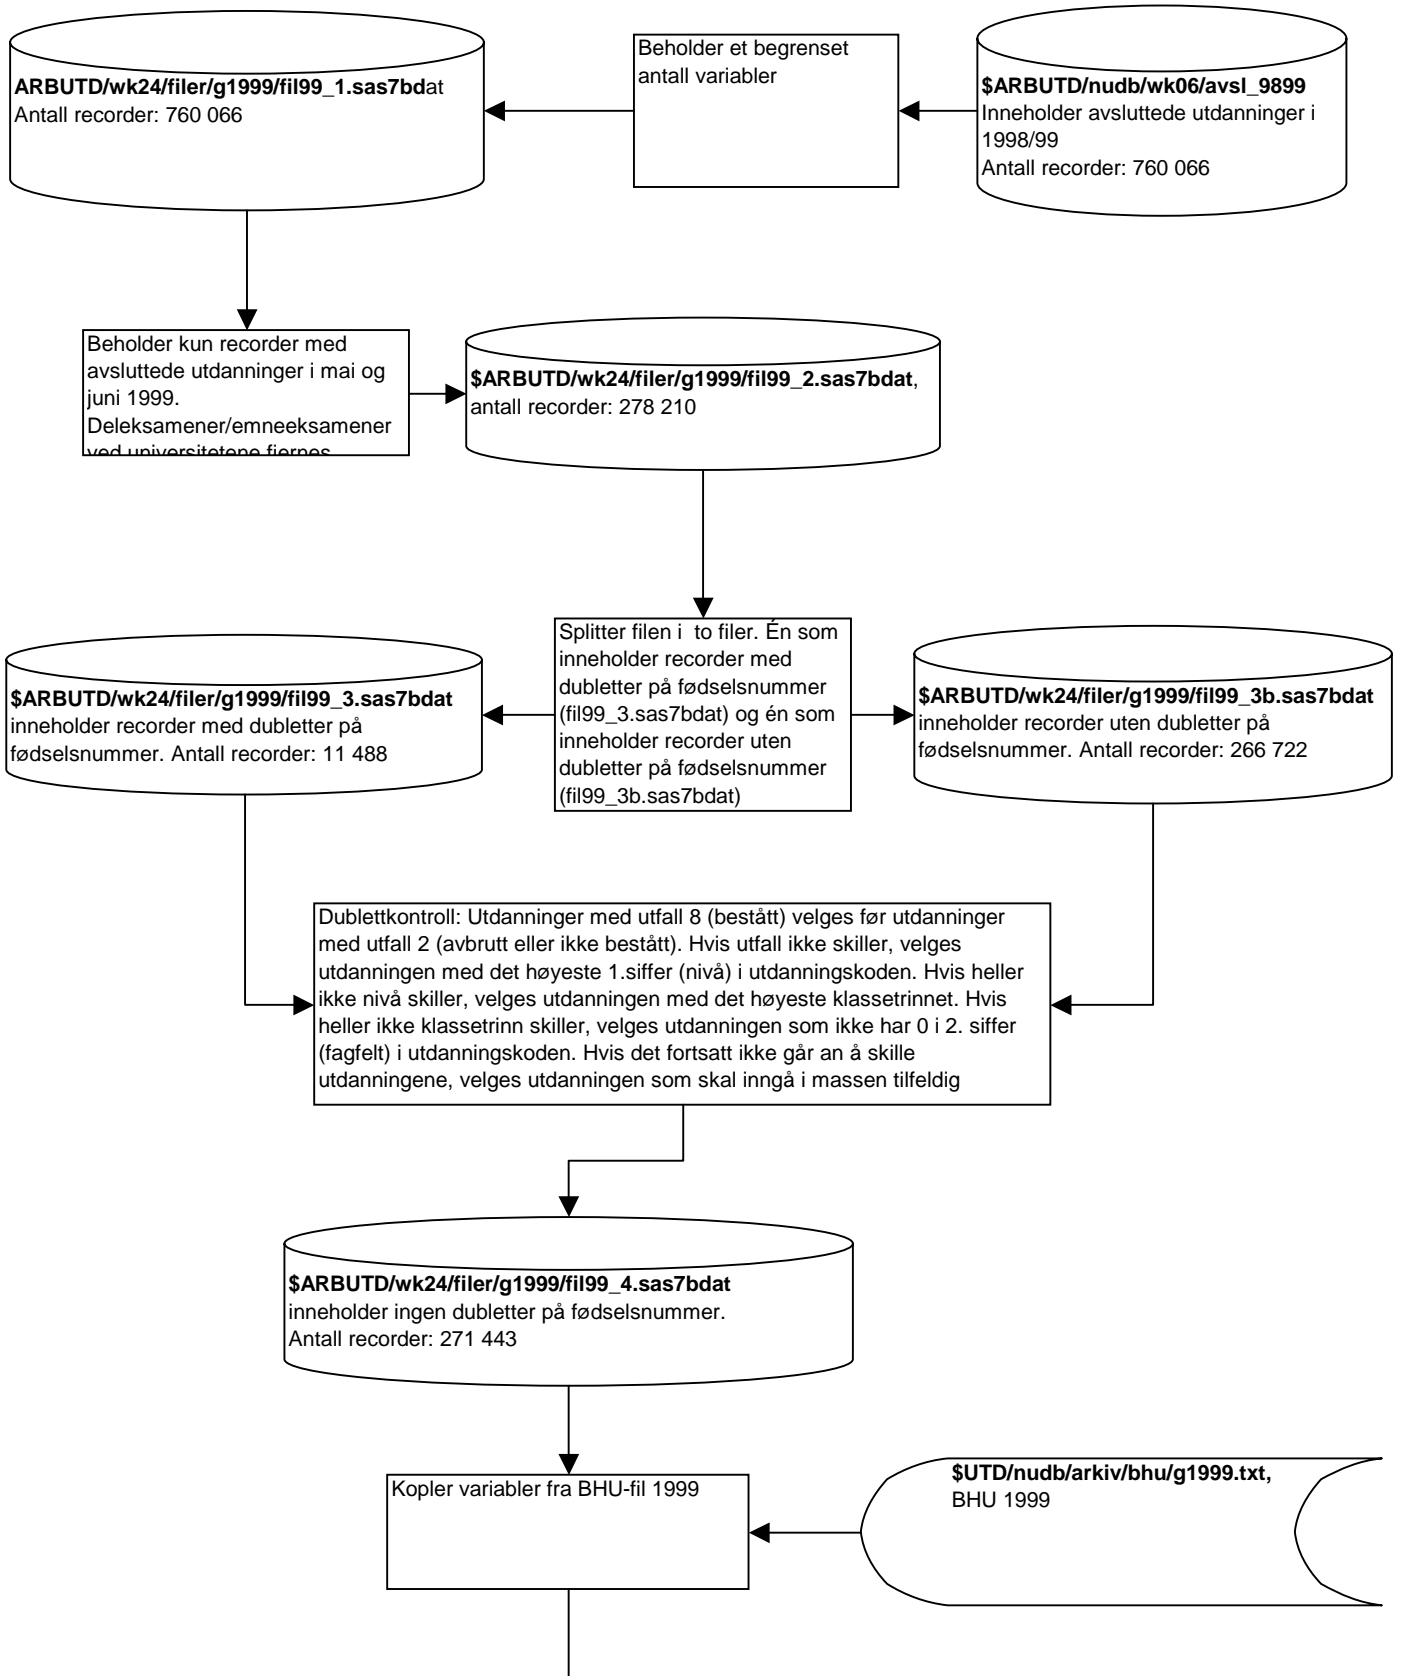 ARBUTD/wk24/filer/g1999/fil99_1.sas7bdat
Antall recorder: 760 066
Beholder et begrenset
antall variabler
$ARBUTD/nudb/wk06/avsl_9899
Inneholder avsluttede utdanninger i
1998/99
Antall recorder: 760 066
Beholder kun recorder med
avsluttede utdanninger i mai og
juni 1999.
Deleksamener/emneeksamener
ved universitetene fjernes
$ARBUTD/wk24/filer/g1999/fil99_2.sas7bdat,
antall recorder: 278 210
Splitter filen i  to filer. Én som
inneholder recorder med
dubletter på fødselsnummer
(fil99_3.sas7bdat) og én som
inneholder recorder uten
dubletter på fødselsnummer
(fil99_3b.sas7bdat)
$ARBUTD/wk24/filer/g1999/fil99_3.sas7bdat
inneholder recorder med dubletter på
fødselsnummer. Antall recorder: 11 488
$ARBUTD/wk24/filer/g1999/fil99_3b.sas7bdat
inneholder recorder uten dubletter på
fødselsnummer. Antall recorder: 266 722
Dublettkontroll: Utdanninger med utfall 8 (bestått) velges før utdanninger
med utfall 2 (avbrutt eller ikke bestått). Hvis utfall ikke skiller, velges
utdanningen med det høyeste 1.siffer (nivå) i utdanningskoden. Hvis heller
ikke nivå skiller, velges utdanningen med det høyeste klassetrinnet. Hvis
heller ikke klassetrinn skiller, velges utdanningen som ikke har 0 i 2. siffer
(fagfelt) i utdanningskoden. Hvis det fortsatt ikke går an å skille
utdanningene, velges utdanningen som skal inngå i massen tilfeldig
$ARBUTD/wk24/filer/g1999/fil99_4.sas7bdat
inneholder ingen dubletter på fødselsnummer.
Antall recorder: 271 443
Kopler variabler fra BHU-fil 1999
$UTD/nudb/arkiv/bhu/g1999.txt,
BHU 1999